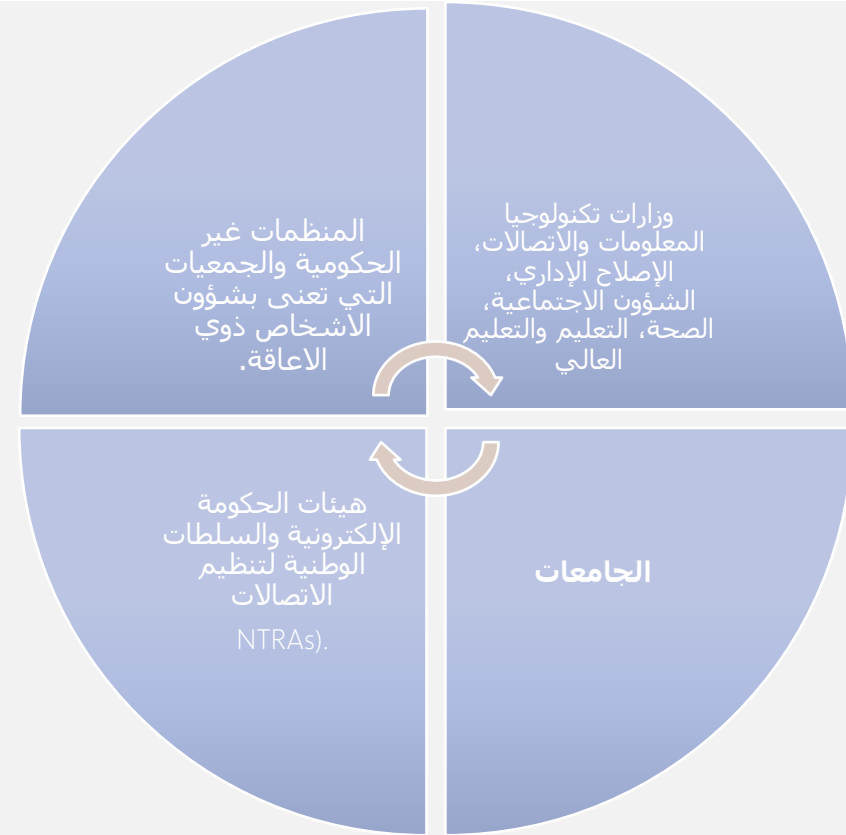 وزارات تكنولوجيا
المعلومات والاتصالات،
الإصلاح الإداري،
الشؤون الاجتماعية،
الصحة، التعليم والتعليم
العالي
المنظمات غير
الحكومية والجمعيات
التي تعنى بشؤون
الاشخاص ذوي
الاعاقة.
الجامعات
هيئات الحكومة
الإلكترونية والسلطات
الوطنية لتنظيم
الاتصالات
NTRAs).